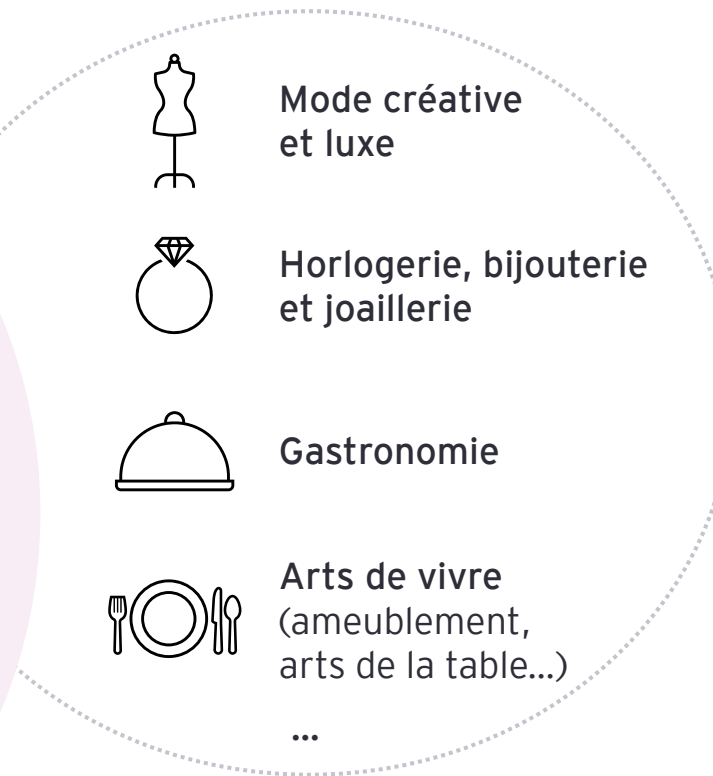 Mode créative
et luxe
Horlogerie, bijouterie
et joaillerie
Gastronomie
Arts de vivre
(ameublement,
arts de la table...)
...